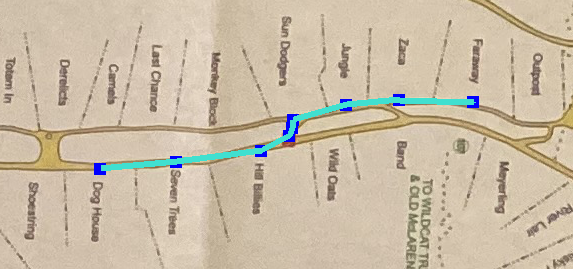 Totem In
Derelicts
Camels
Last Chance
Monkey Block
Sun Dodgers
Jungle
Zaca
Faraway
Outpost
Shoestring
Dog House
Seven Trees
Hill Billies
Wild Oats
Band
TO WILDCAT TR
& OLD McLAREN
Meyerling
River Lair